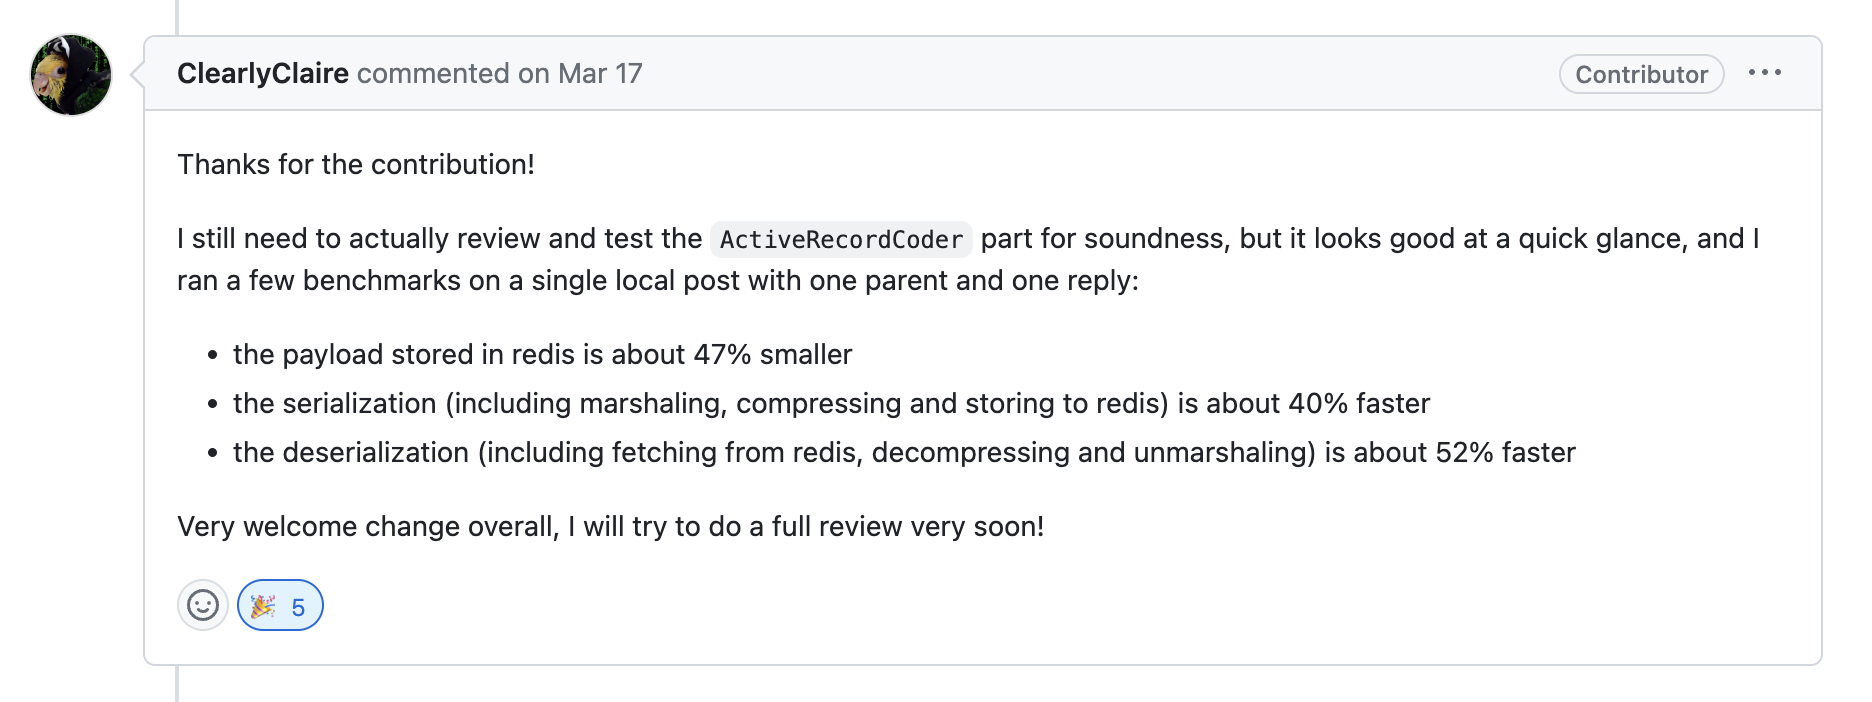 ClearlyClaire commented on Mar 17
Contributor
Thanks for the contribution!
I still need to actually review and test the ActiveRecordCoder part for soundness, but it looks good at a quick glance, and I
ran a few benchmarks on a single local post with one parent and one reply:
• the payload stored in redis is about 47% smaller
• the serialization (including marshaling, compressing and storing to redis) is about 40% faster
• the deserialization (including fetching from redis, decompressing and unmarshaling) is about 52% faster
Very welcome change overall, I will try to do a full review very soon!
🎉 5